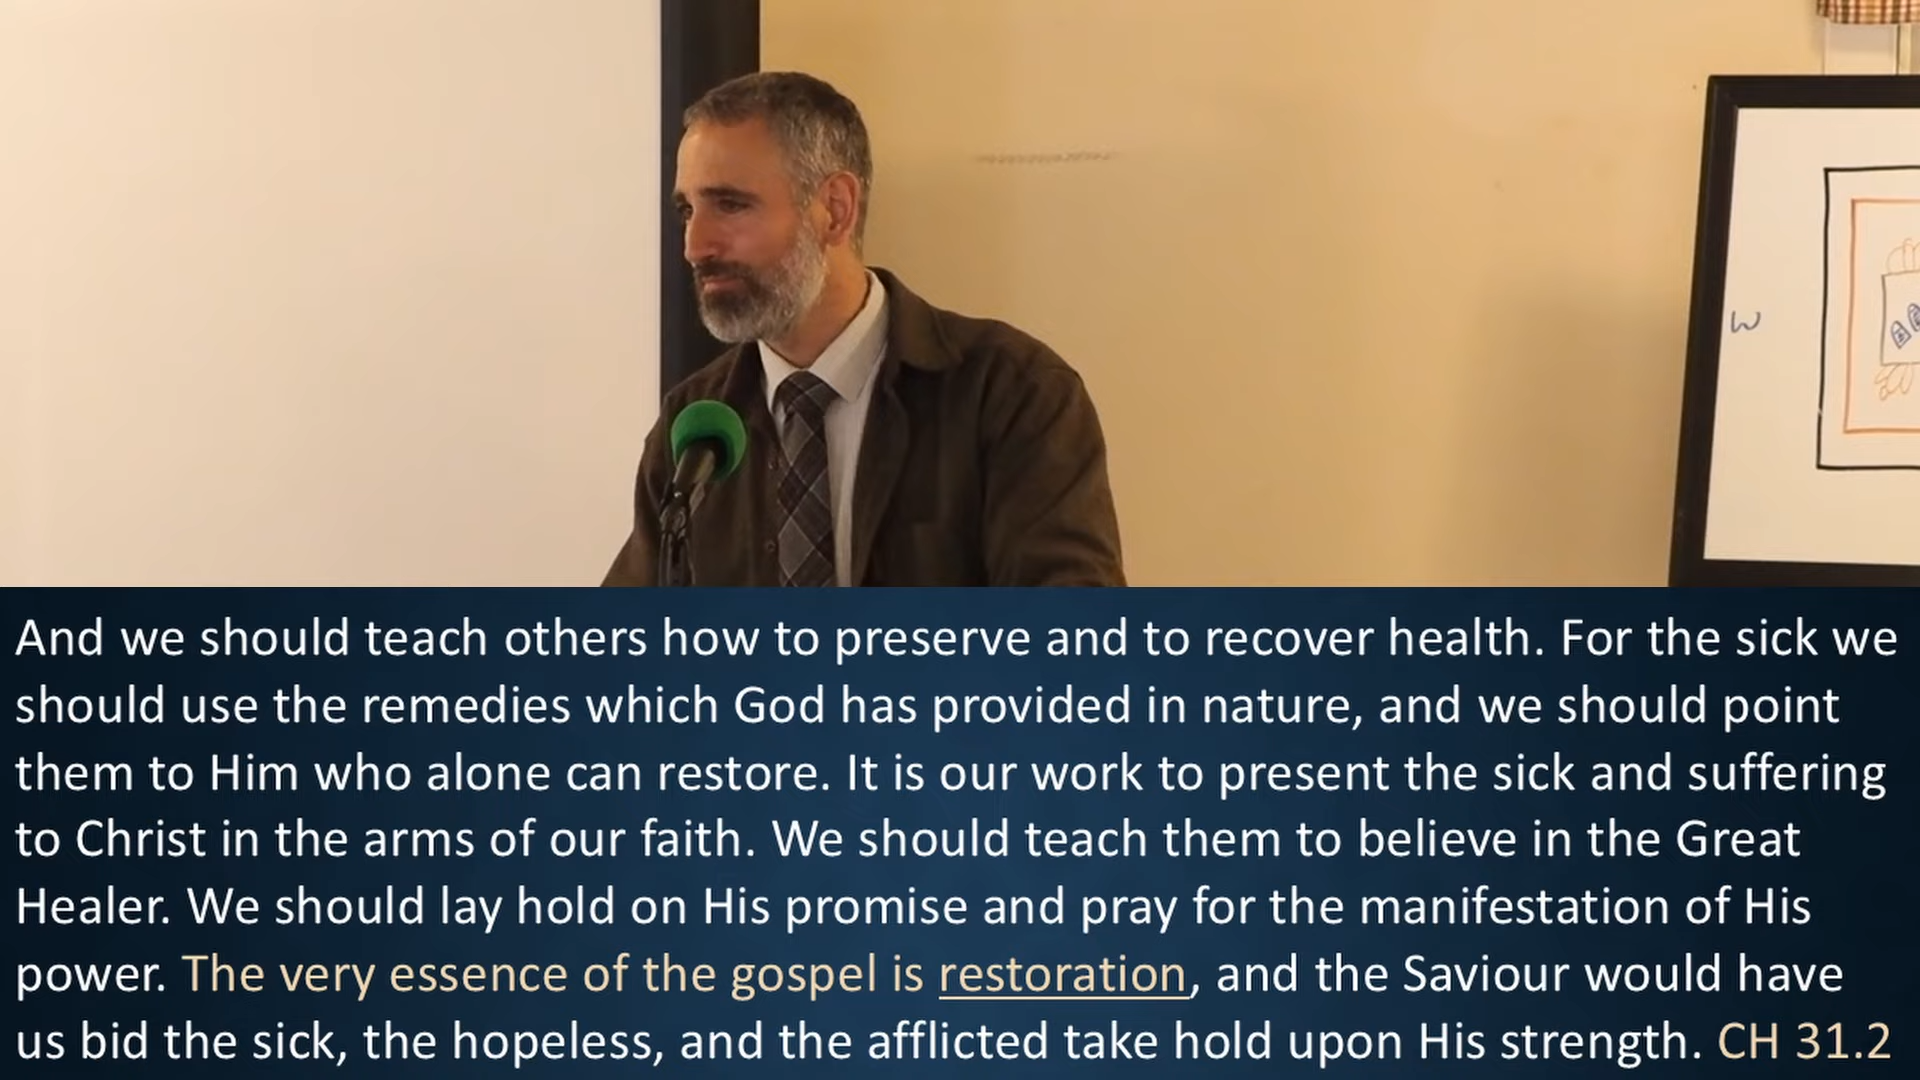 W
And we should teach others how to preserve and to recover health. For the sick we
should use the remedies which God has provided in nature, and we should point
them to Him who alone can restore. It is our work to present the sick and suffering
to Christ in the arms of our faith. We should teach them to believe in the Great
Healer. We should lay hold on His promise and pray for the manifestation of His
power. The very essence of the gospel is restoration, and the Saviour would have
us bid the sick, the hopeless, and the afflicted take hold upon His strength. CH 31.2